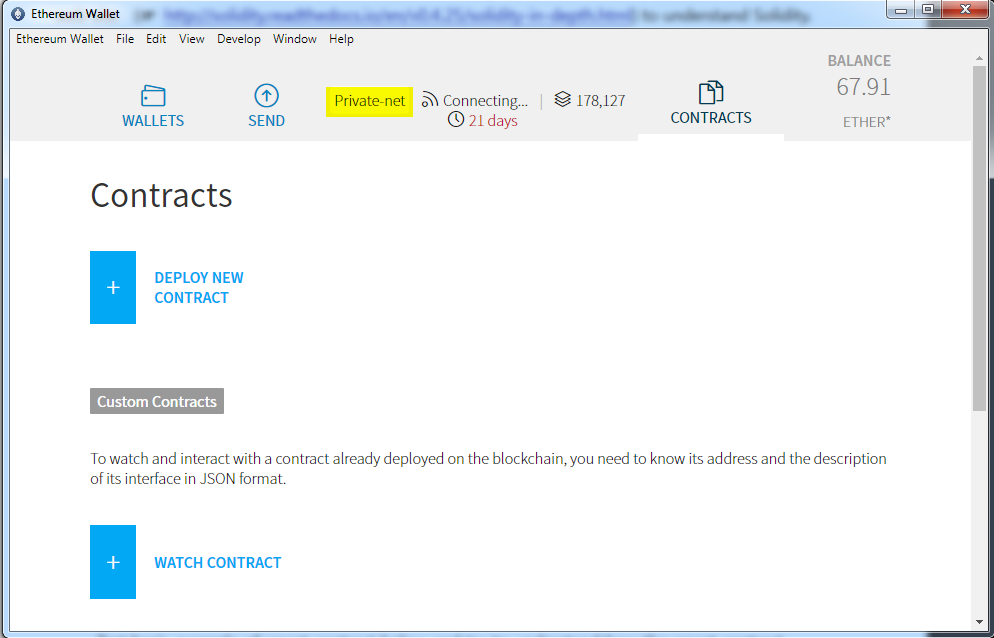 Ethereum Wallet
http://solidity.readthedocs.io/en/v0.4.25/solidity-in-depth.html) to understand Solidity.
Ethereum Wallet File Edit View Develop Window Help
WALLETS
SEND
Private-net
Connecting... | 178,127
21 days
CONTRACTS
BALANCE
67.91
ETHER*
Contracts
+
DEPLOY NEW
CONTRACT
Custom Contracts
To watch and interact with a contract already deployed on the blockchain, you need to know its address and the description
of its interface in JSON format.
+
WATCH CONTRACT